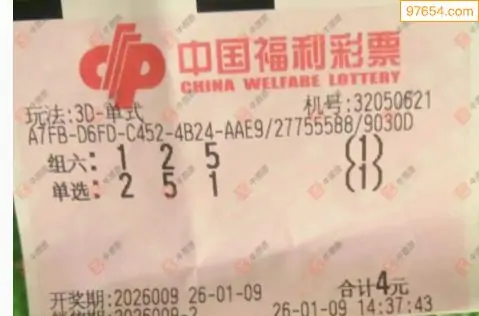 97654.com
中国福利彩票
CHINA WELFARE LOTTERY
玩法:3D-单式 机号:32050621
A7FB-D6FD-C452-4B24-AAE9/27755588/9030D
组六: 1 2 5 (1)
单选: 2 5 1 (1)
合计4元
开奖期:2026009 26-01-09
2026009-2 26-01-09 14:37:43